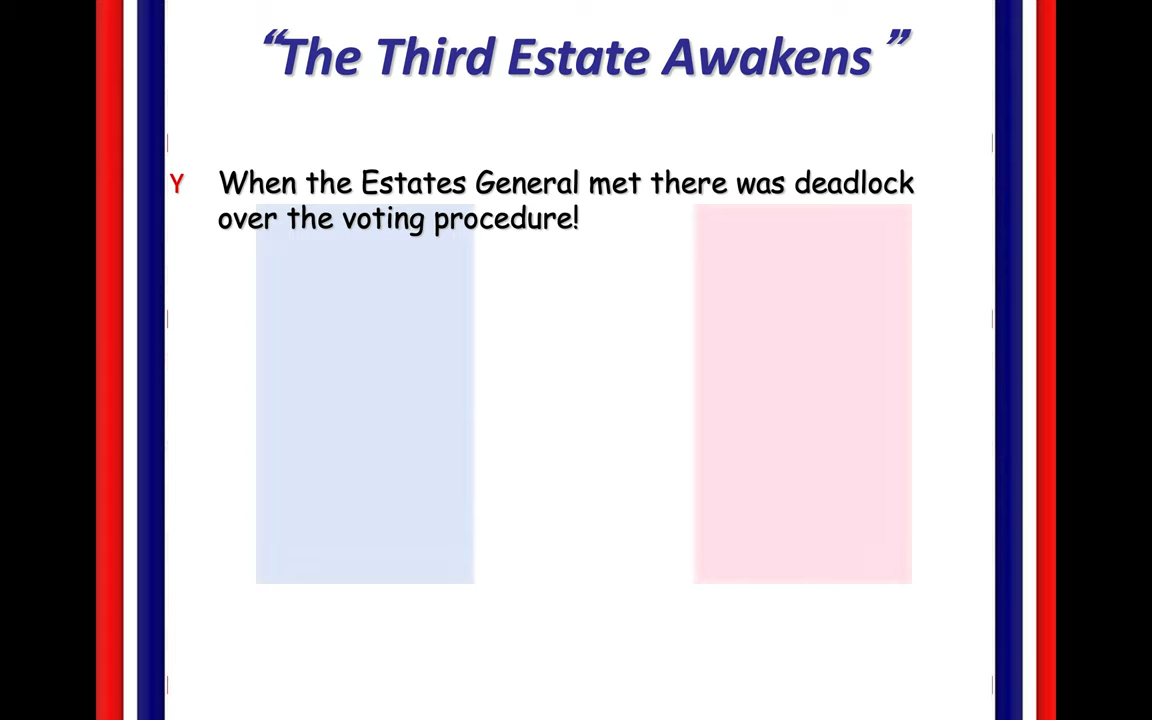 “The Third Estate Awakens”
Y When the Estates General met there was deadlock
over the voting procedure!